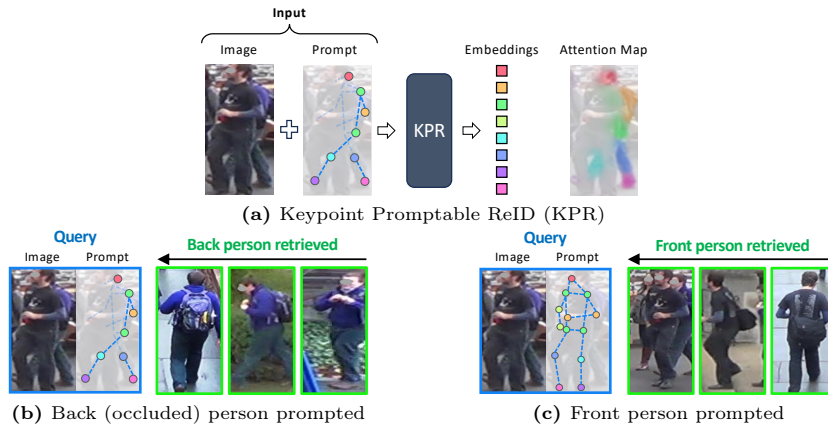 Input
Image
Prompt
Embeddings
Attention Map
KPR
(a) Keypoint Promptable ReID (KPR)
Query
Image
Prompt
Back person retrieved
(b) Back (occluded) person prompted
Query
Image
Prompt
Front person retrieved
(c) Front person prompted